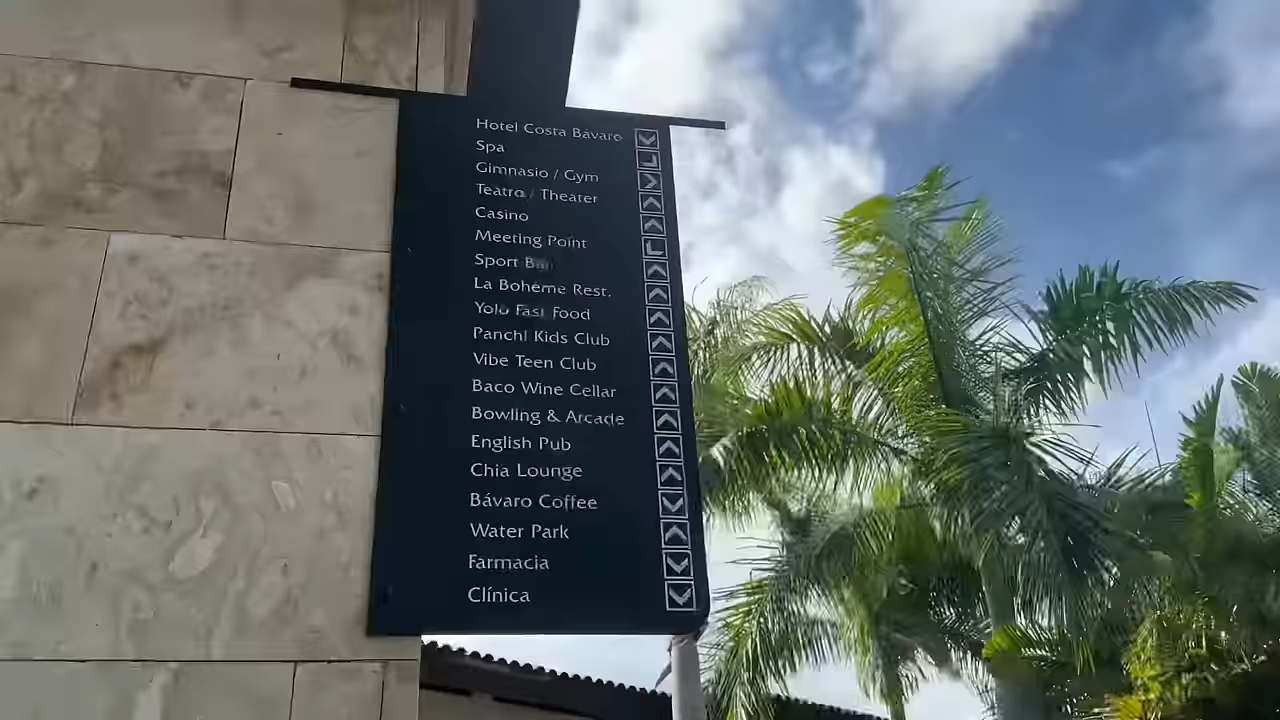 Hotel Costa Bávaro
Spa
Gimnasio / Gym
Teatro / Theater
Casino
Meeting Point
Sport Bar
La Boheme Rest.
Yolo Fast Food
Panchi Kids Club
Vibe Teen Club
Baco Wine Cellar
Bowling & Arcade
English Pub
Chia Lounge
Bávaro Coffee
Water Park
Farmacia
Clínica